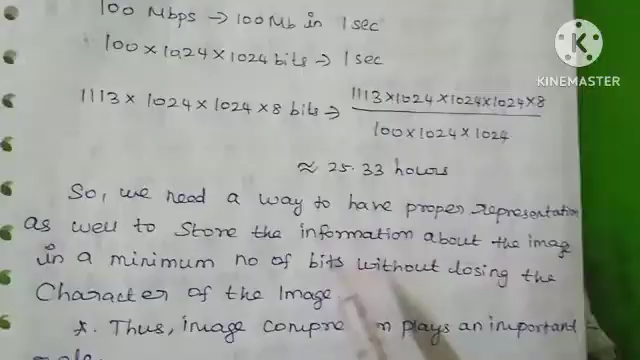 100 Mbps → 100Mb in 1 sec
100 × 1024 × 1024 bits → 1 sec
1113 × 1024 × 1024 × 8 bits → 1113×1024×1024×1024×8
100 × 1024 × 1024
≈ 25.33 hours
So, we need a way to have proper representation
as well to store the information about the image
in a minimum no of bits without losing the
Character of the Image.
*. Thus, image compre n plays an important
KINEMASTER